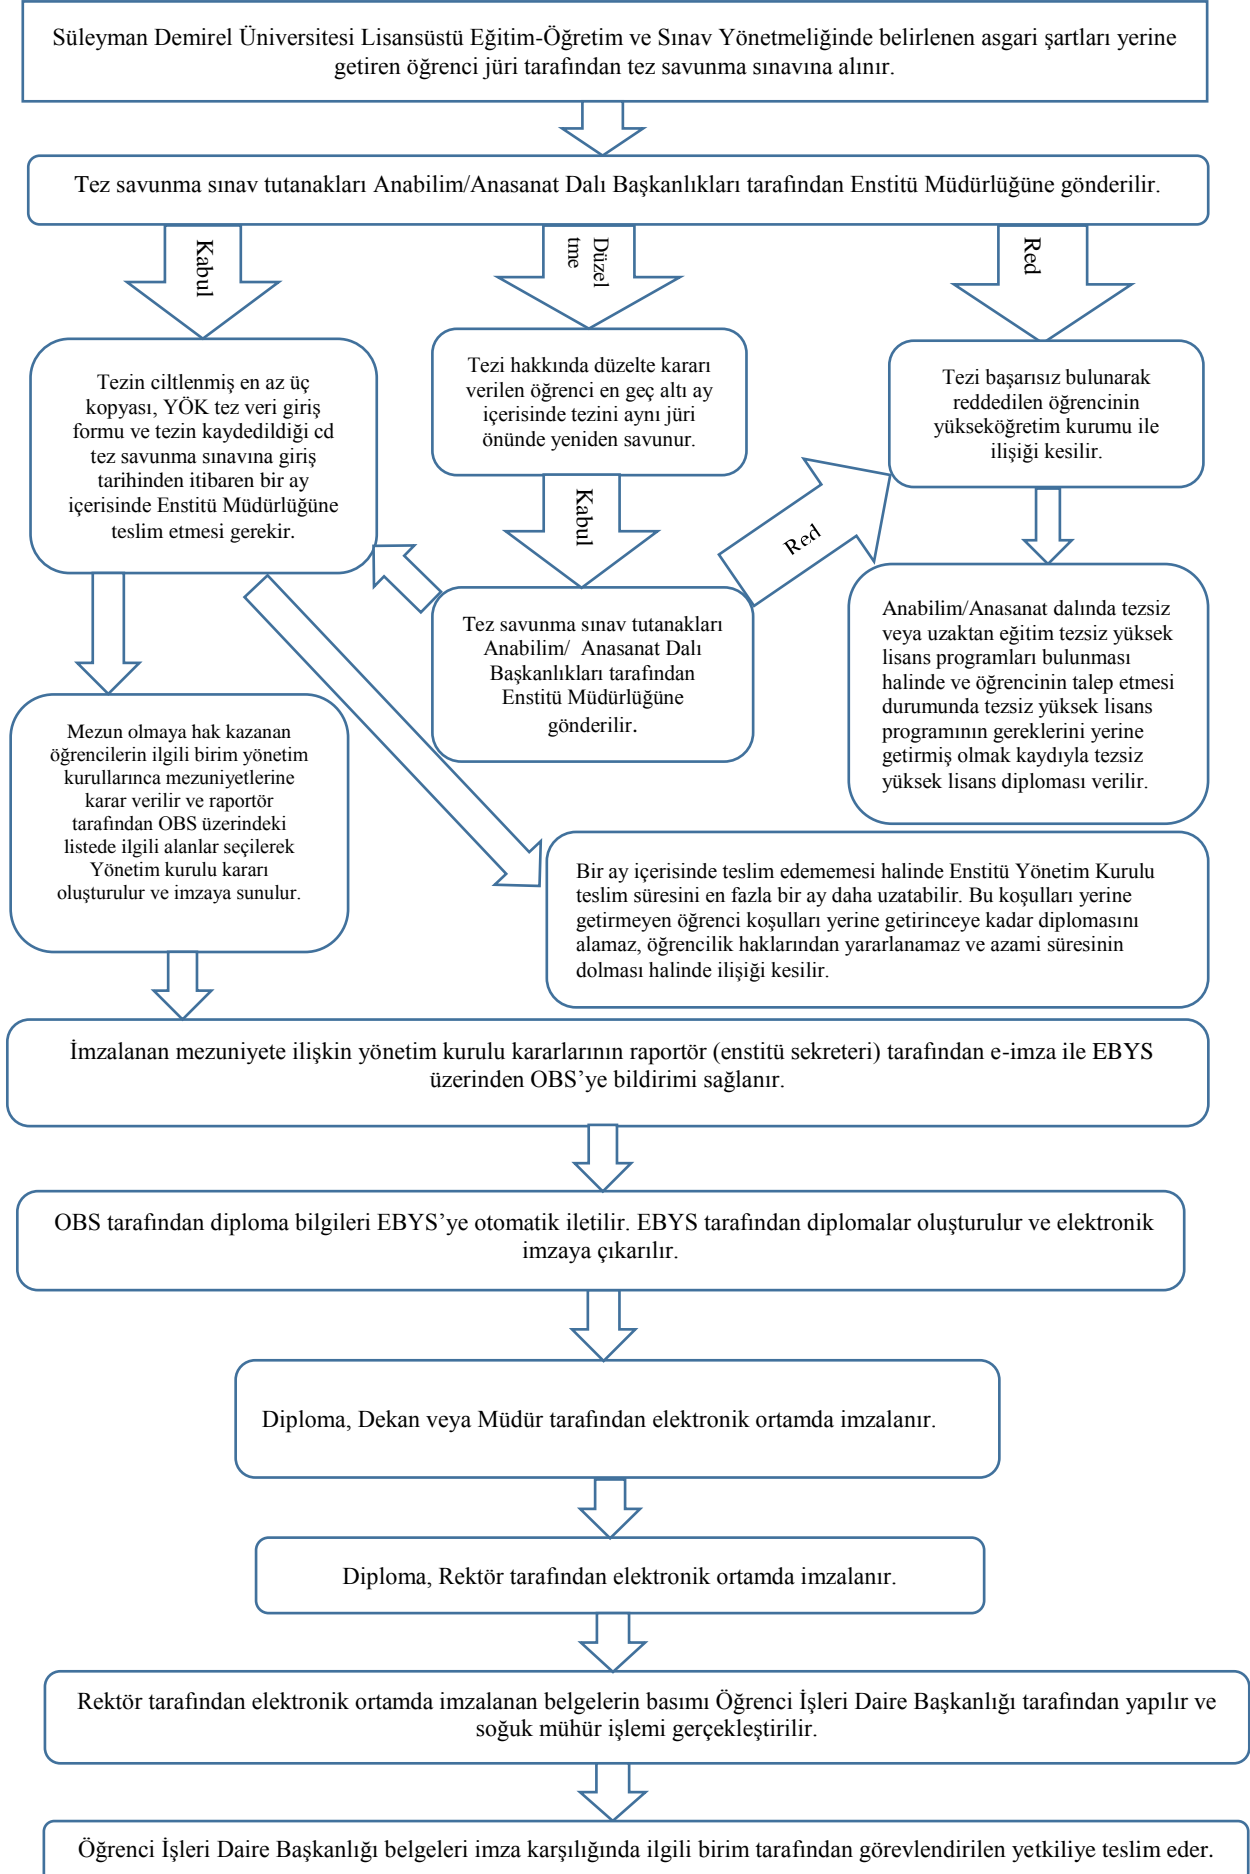 Süleyman Demirel Üniversitesi Lisansüstü Eğitim-Öğretim ve Sınav Yönetmeliğinde belirlenen asgari şartları yerine
getiren öğrenci jüri tarafından tez savunma sınavına alınır.
Tez savunma sınav tutanakları Anabilim/Anasanat Dalı Başkanlıkları tarafından Enstitü Müdürlüğüne gönderilir.
Kabul
Düzel
tme
Red
Tezin ciltlenmiş en az üç
kopyası, YÖK tez veri giriş
formu ve tezin kaydedildiği cd
tez savunma sınavına giriş
tarihinden itibaren bir ay
içerisinde Enstitü Müdürlüğüne
teslim etmesi gerekir.
Tezi hakkında düzelte kararı
verilen öğrenci en geç altı ay
içerisinde tezini aynı jüri
önünde yeniden savunur.
Tezi başarısız bulunarak
reddedilen öğrencinin
yükseköğretim kurumu ile
ilişiği kesilir.
Kabul
Red
Tez savunma sınav tutanakları
Anabilim/ Anasanat Dalı
Başkanlıkları tarafından
Enstitü Müdürlüğüne
gönderilir.
Anabilim/Anasanat dalında tezsiz
veya uzaktan eğitim tezsiz yüksek
lisans programları bulunması
halinde ve öğrencinin talep etmesi
durumunda tezsiz yüksek lisans
programının gereklerini yerine
getirmiş olmak kaydıyla tezsiz
yüksek lisans diploması verilir.
Mezun olmaya hak kazanan
öğrencilerin ilgili birim yönetim
kurullarınca mezuniyetlerine
karar verilir ve raportör
tarafından OBS üzerindeki
listede ilgili alanlar seçilerek
Yönetim kurulu kararı
oluşturulur ve imzaya sunulur.
Bir ay içerisinde teslim edememesi halinde Enstitü Yönetim Kurulu
teslim süresini en fazla bir ay daha uzatabilir. Bu koşulları yerine
getirmeyen öğrenci koşulları yerine getirinceye kadar diplomasını
alamaz, öğrencilik haklarından yararlanamaz ve azami süresinin
dolması halinde ilişiği kesilir.
İmzalanan mezuniyete ilişkin yönetim kurulu kararlarının raportör (enstitü sekreteri) tarafından e-imza ile EBYS
üzerinden OBS’ye bildirimi sağlanır.
OBS tarafından diploma bilgileri EBYS’ye otomatik iletilir. EBYS tarafından diplomalar oluşturulur ve elektronik
imzaya çıkarılır.
Diploma, Dekan veya Müdür tarafından elektronik ortamda imzalanır.
Diploma, Rektör tarafından elektronik ortamda imzalanır.
Rektör tarafından elektronik ortamda imzalanan belgelerin basımı Öğrenci İşleri Daire Başkanlığı tarafından yapılır ve
soğuk mühür işlemi gerçekleştirilir.
Öğrenci İşleri Daire Başkanlığı belgeleri imza karşılığında ilgili birim tarafından görevlendirilen yetkiliye teslim eder.